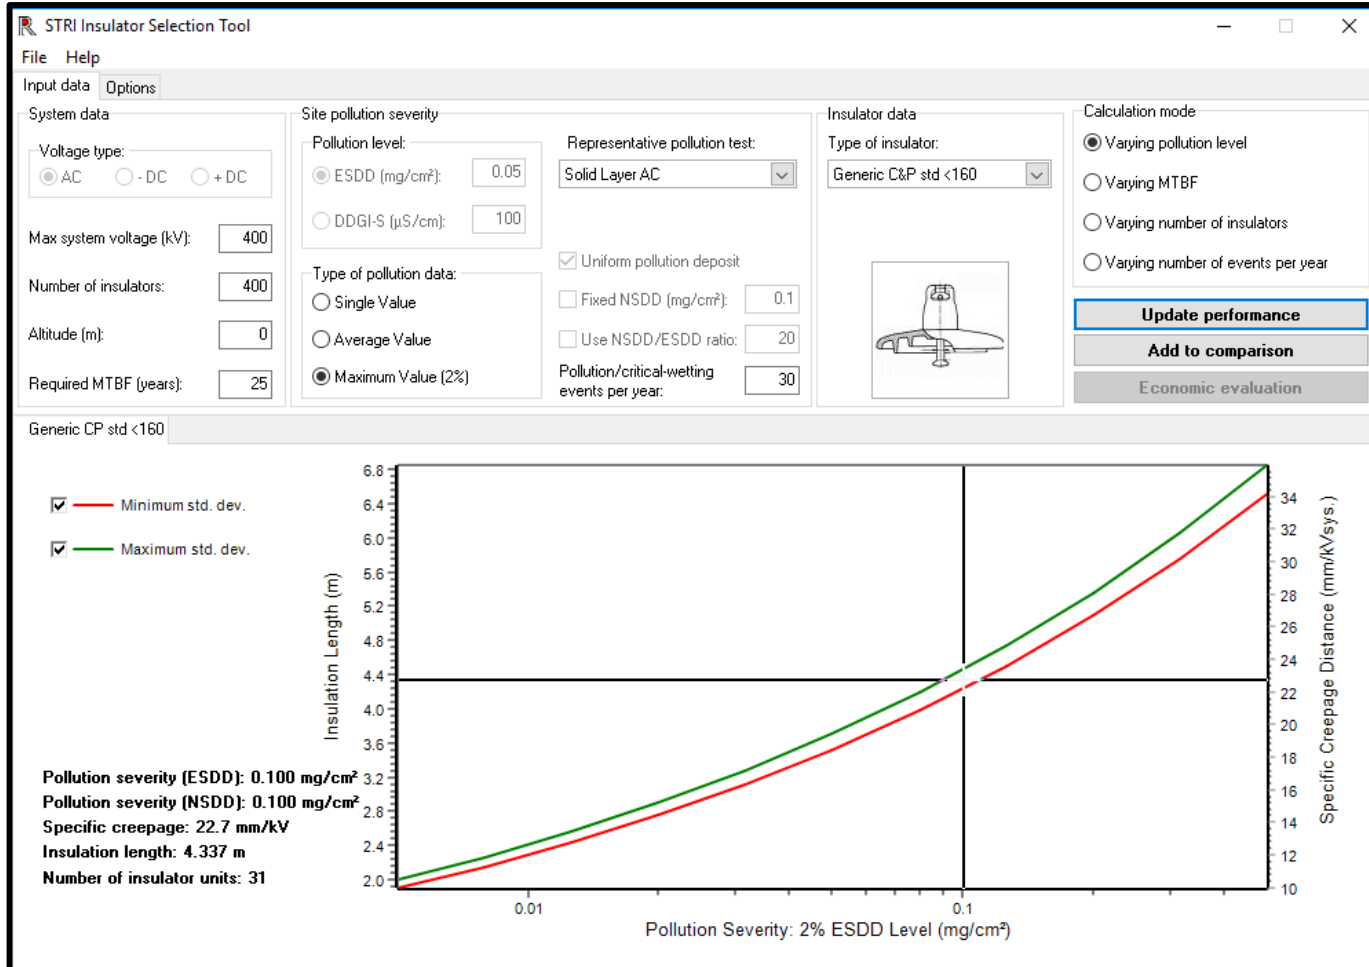 STRI Insulator Selection Tool
File Help
Input data Options
System data
Voltage type:
AC - DC + DC
Max system voltage (kV): 400
Number of insulators: 400
Altitude (m): 0
Required MTBF (years): 25
Site pollution severity
Pollution level:
ESDD (mg/cm²): 0.05
DDGI-S (µS/cm): 100
Type of pollution data:
Single Value
Average Value
Maximum Value (2%)
Representative pollution test:
Solid Layer AC
Uniform pollution deposit
Fixed NSDD (mg/cm²): 0.1
Use NSDD/ESDD ratio: 20
Pollution/critical-wetting
events per year: 30
Insulator data
Type of insulator:
Generic C&P std <160
Calculation mode
Varying pollution level
Varying MTBF
Varying number of insulators
Varying number of events per year
Update performance
Add to comparison
Economic evaluation
Generic CP std <160
Minimum std. dev.
Maximum std. dev.
Pollution severity (ESDD): 0.100 mg/cm²
Pollution severity (NSDD): 0.100 mg/cm²
Specific creepage: 22.7 mm/kV
Insulation length: 4.337 m
Number of insulator units: 31
Insulation Length (m)
6.8
6.4
6.0
5.6
5.2
4.8
4.4
4.0
3.6
3.2
2.8
2.4
2.0
34
32
30
28
26
24
22
20
18
16
14
12
10
Specific Creepage Distance (mm/kVsys.)
0.01 0.1
Pollution Severity: 2% ESDD Level (mg/cm²)